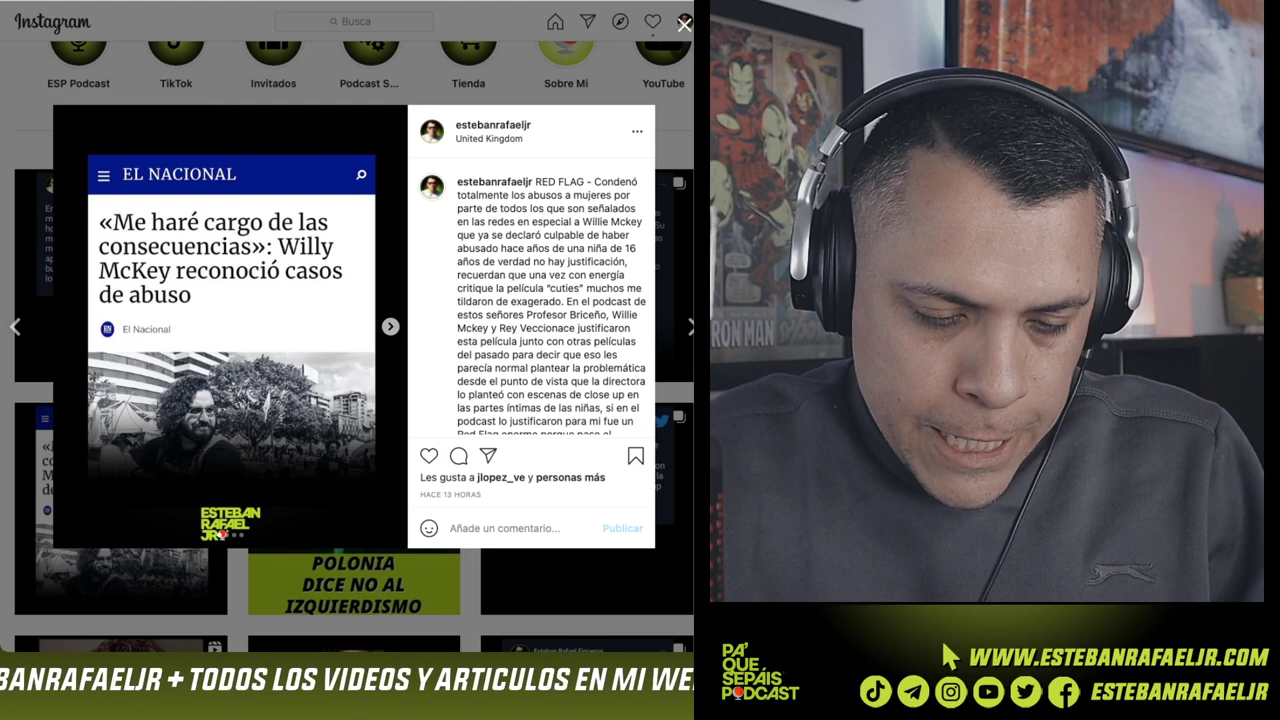 Instagram
Busca
ESP Podcast
TikTok
Invitados
Podcast S...
Tienda
Sobre Mi
YouTube
EL NACIONAL
«Me haré cargo de las
consecuencias»: Willy
McKey reconoció casos
de abuso
EN
El Nacional
ESTEBAN
RAFAEL
JR
estebanrafaeljr
United Kingdom
estebanrafaeljr RED FLAG - Condenó
totalmente los abusos a mujeres por
parte de todos los que son señalados
en las redes en especial a Willie Mckey
que ya se declaró culpable de haber
abusado hace años de una niña de 16
años de verdad no hay justificación,
recuerdan que una vez con energía
critique la película “cuties” muchos me
tildaron de exagerado. En el podcast de
estos señores Profesor Briceño, Willie
Mckey y Rey Veccionace justificaron
esta película junto con otras películas
del pasado para decir que eso les
parecía normal plantear la problemática
desde el punto de vista que la directora
lo planteó con escenas de close up en
las partes íntimas de las niñas, si en el
podcast lo justificaron para mi fue un
Red Flag enorme porque paso el
Les gusta a jlopez_ve y personas más
HACE 13 HORAS
Añade un comentario...
Publicar
POLONIA
DICE NO AL
IZQUIERDISMO
BANRAFAELJR + TODOS LOS VIDEOS Y ARTICULOS EN MI WE
IRON MAN
PA'
QUE
SEPÁIS
PODCAST
WWW.ESTEBANRAFAELJR.COM
ESTEBANRAFAELJR